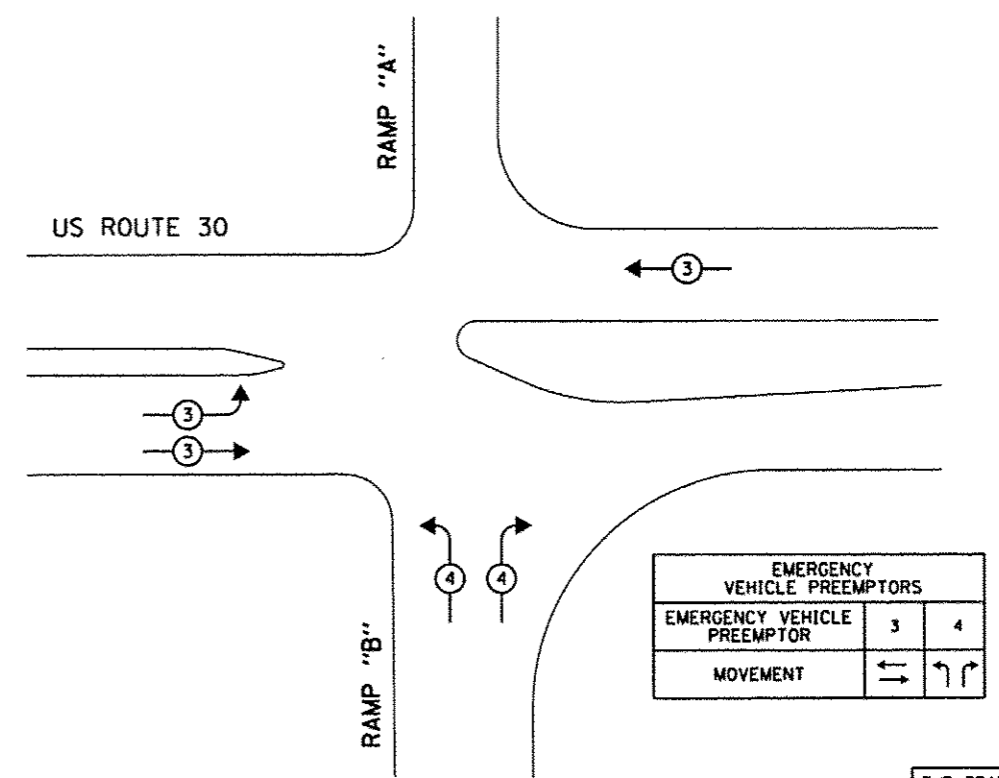 RAMP "A"
US ROUTE 30
3
3
3
4 4
RAMP "B"
EMERGENCY
VEHICLE PREEMPTORS
EMERGENCY VEHICLE
PREEMPTOR
3 4
MOVEMENT